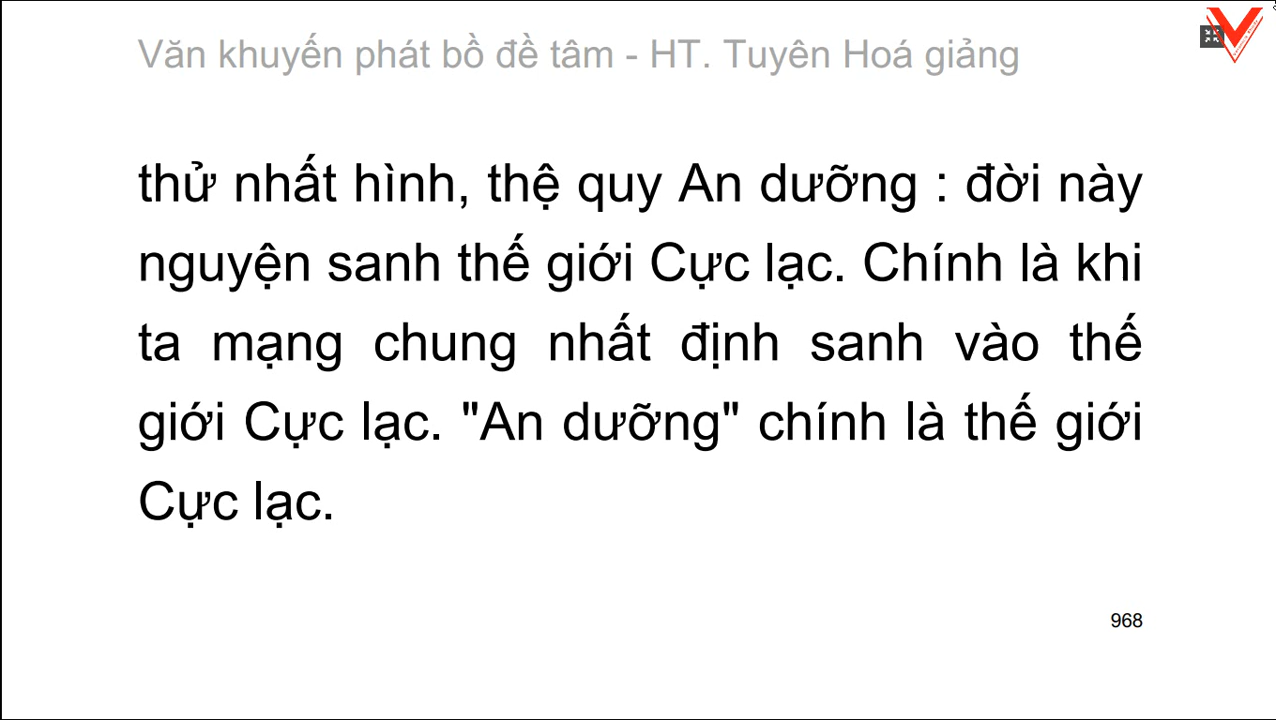 Văn khuyến phát bồ đề tâm - HT. Tuyên Hoá giảng
thử nhất hình, thệ quy An dưỡng : đời này
nguyện sanh thế giới Cực lạc. Chính là khi
ta mạng chung nhất định sanh vào thế
giới Cực lạc. "An dưỡng" chính là thế giới
Cực lạc.
968